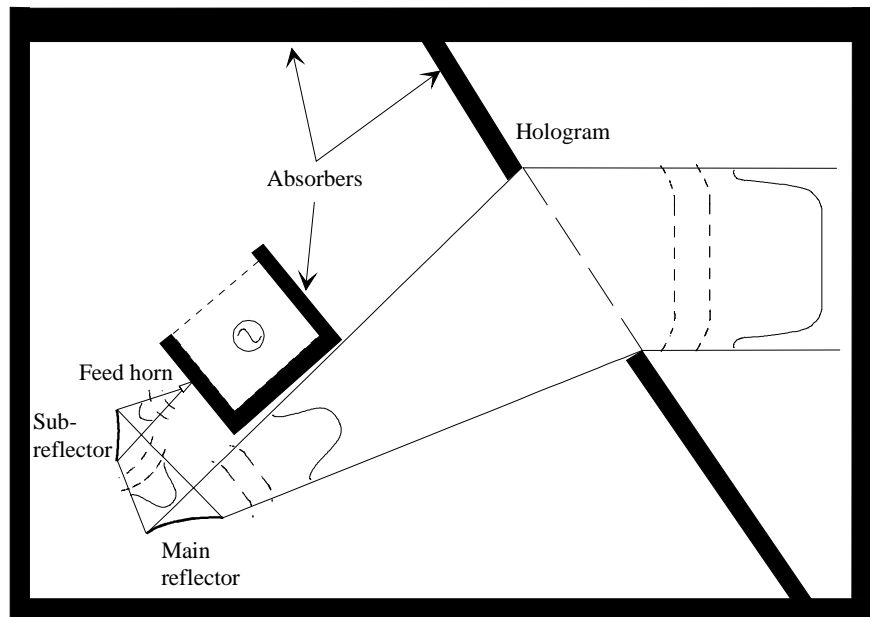 Hologram
Absorbers
Feed horn
Sub-
reflector
Main
reflector